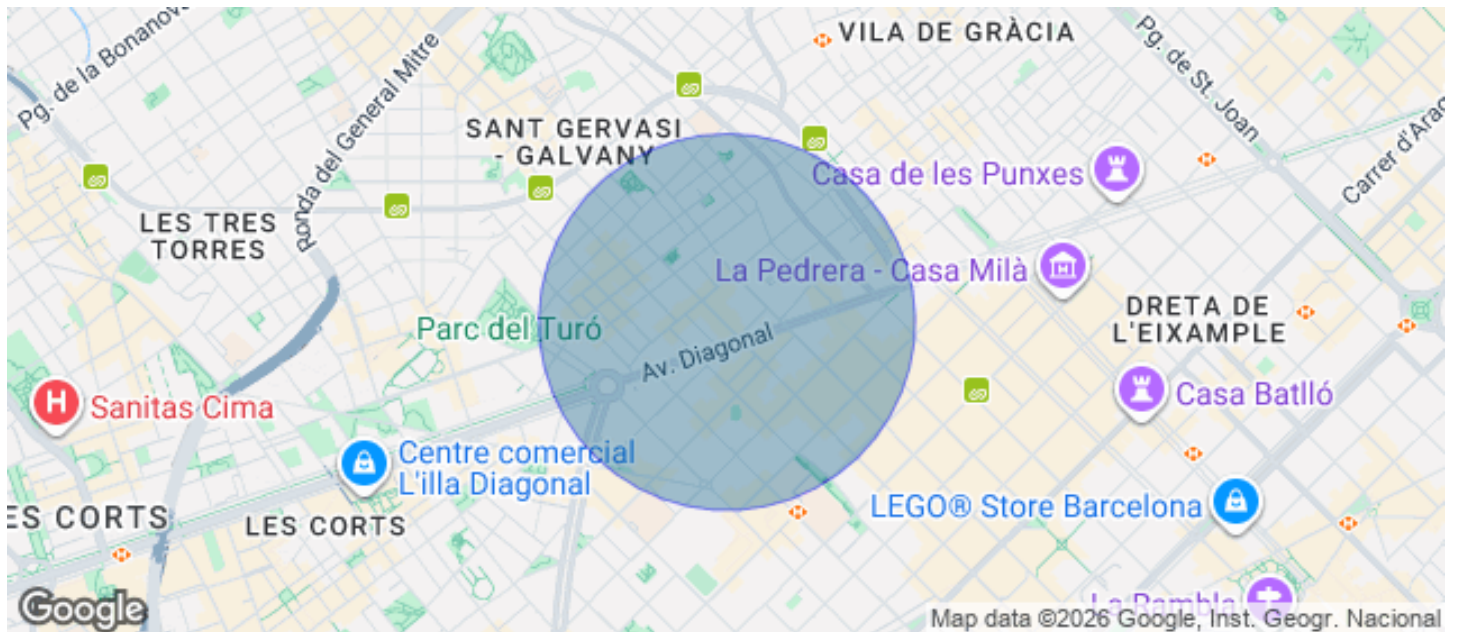 Pg. de la Bonanova
Ronda del General Mitre
VILA DE GRÀCIA
Pg. de St. Joan
Carrer d'Arag
SANT GERVASI
- GALVANY
Casa de les Punxes
LES TRES
TORRES
La Pedrera - Casa Milà
DRETA DE
L'EIXAMPLE
Parc del Turó
Av. Diagonal
H
Sanitas Cima
Casa Batlló
Centre comercial
L'illa Diagonal
LEGO® Store Barcelona
ES CORTS
LES CORTS
La Rambla
Google
Map data ©2026 Google, Inst. Geogr. Nacional